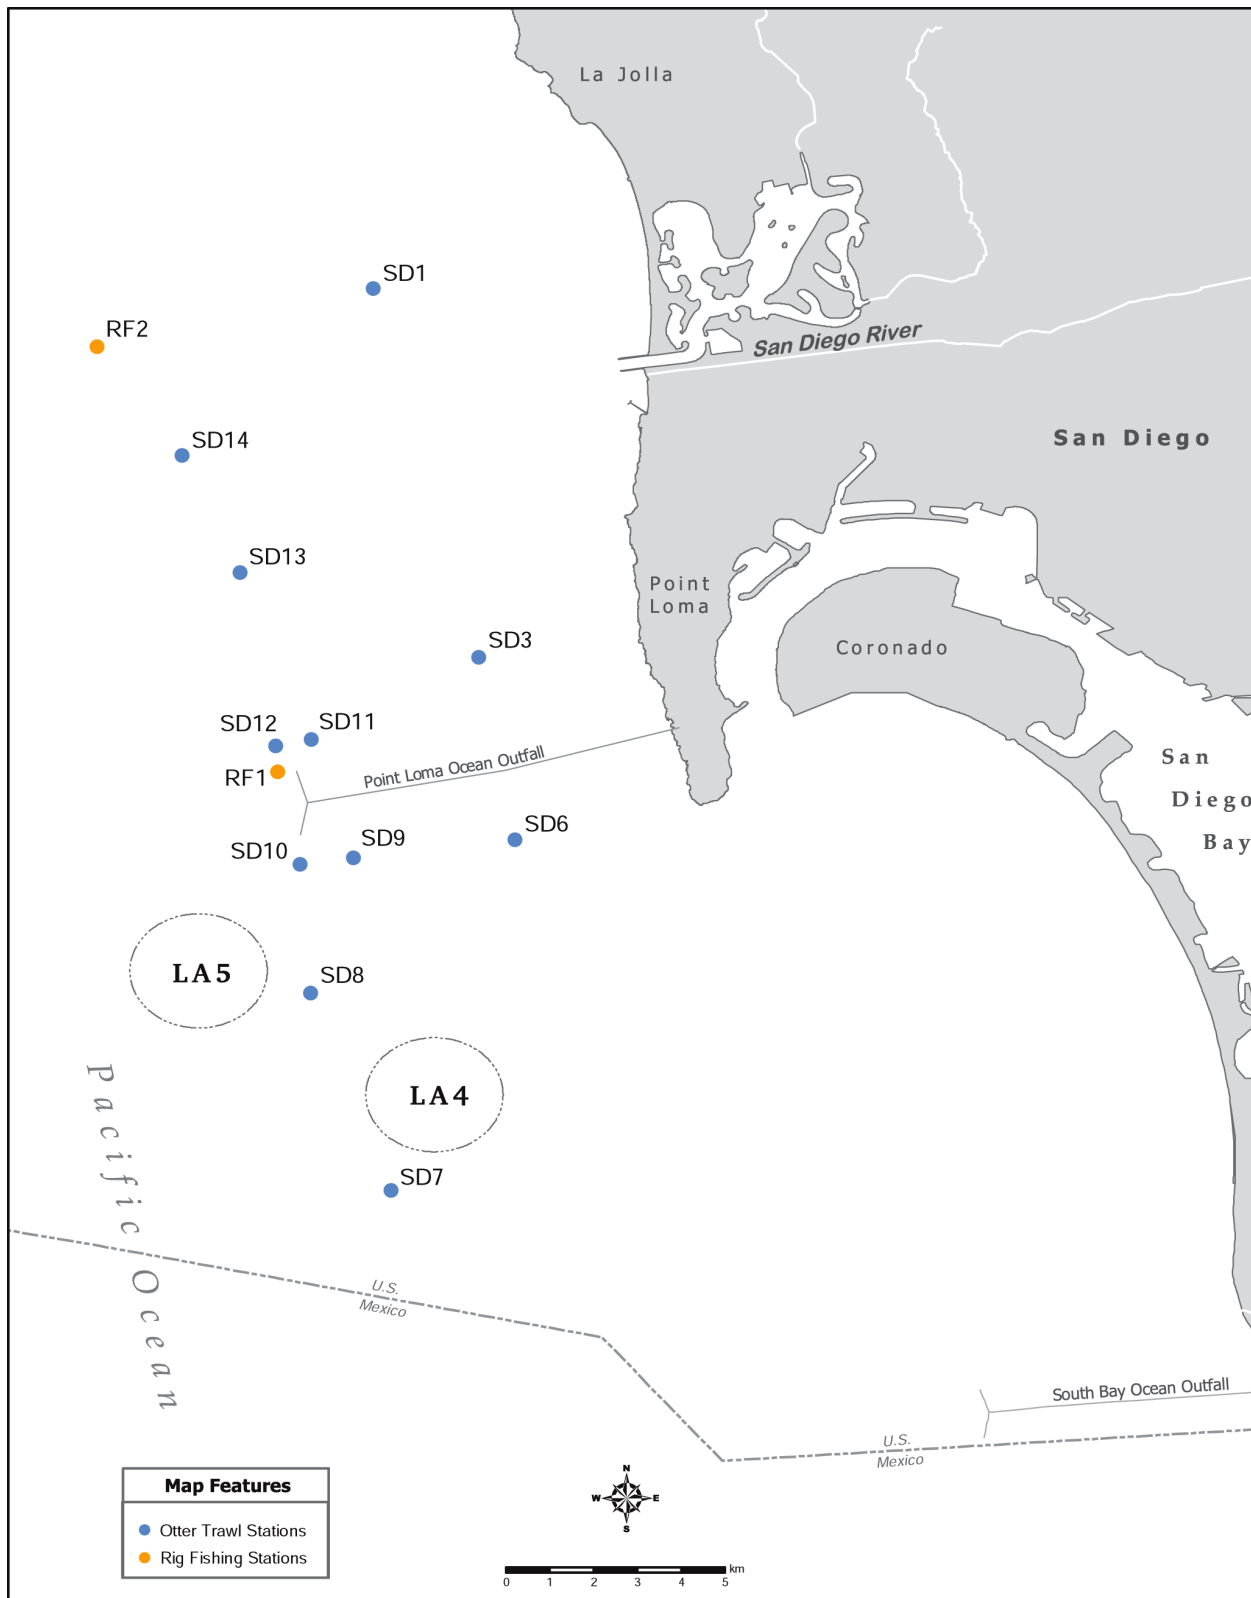 La Jolla
SD1
RF2
San Diego River
SD14
San Diego
SD13
Point
Loma
SD3
Coronado
SD12
SD11
RF1
Point Loma Ocean Outfall
San
Diego
Bay
SD6
SD9
SD10
LA5
SD8
LA4
SD7
Pacific Ocean
U.S.
Mexico
South Bay Ocean Outfall
U.S.
Mexico
Map Features
Otter Trawl Stations
Rig Fishing Stations
N
W E
S
km
0 1 2 3 4 5